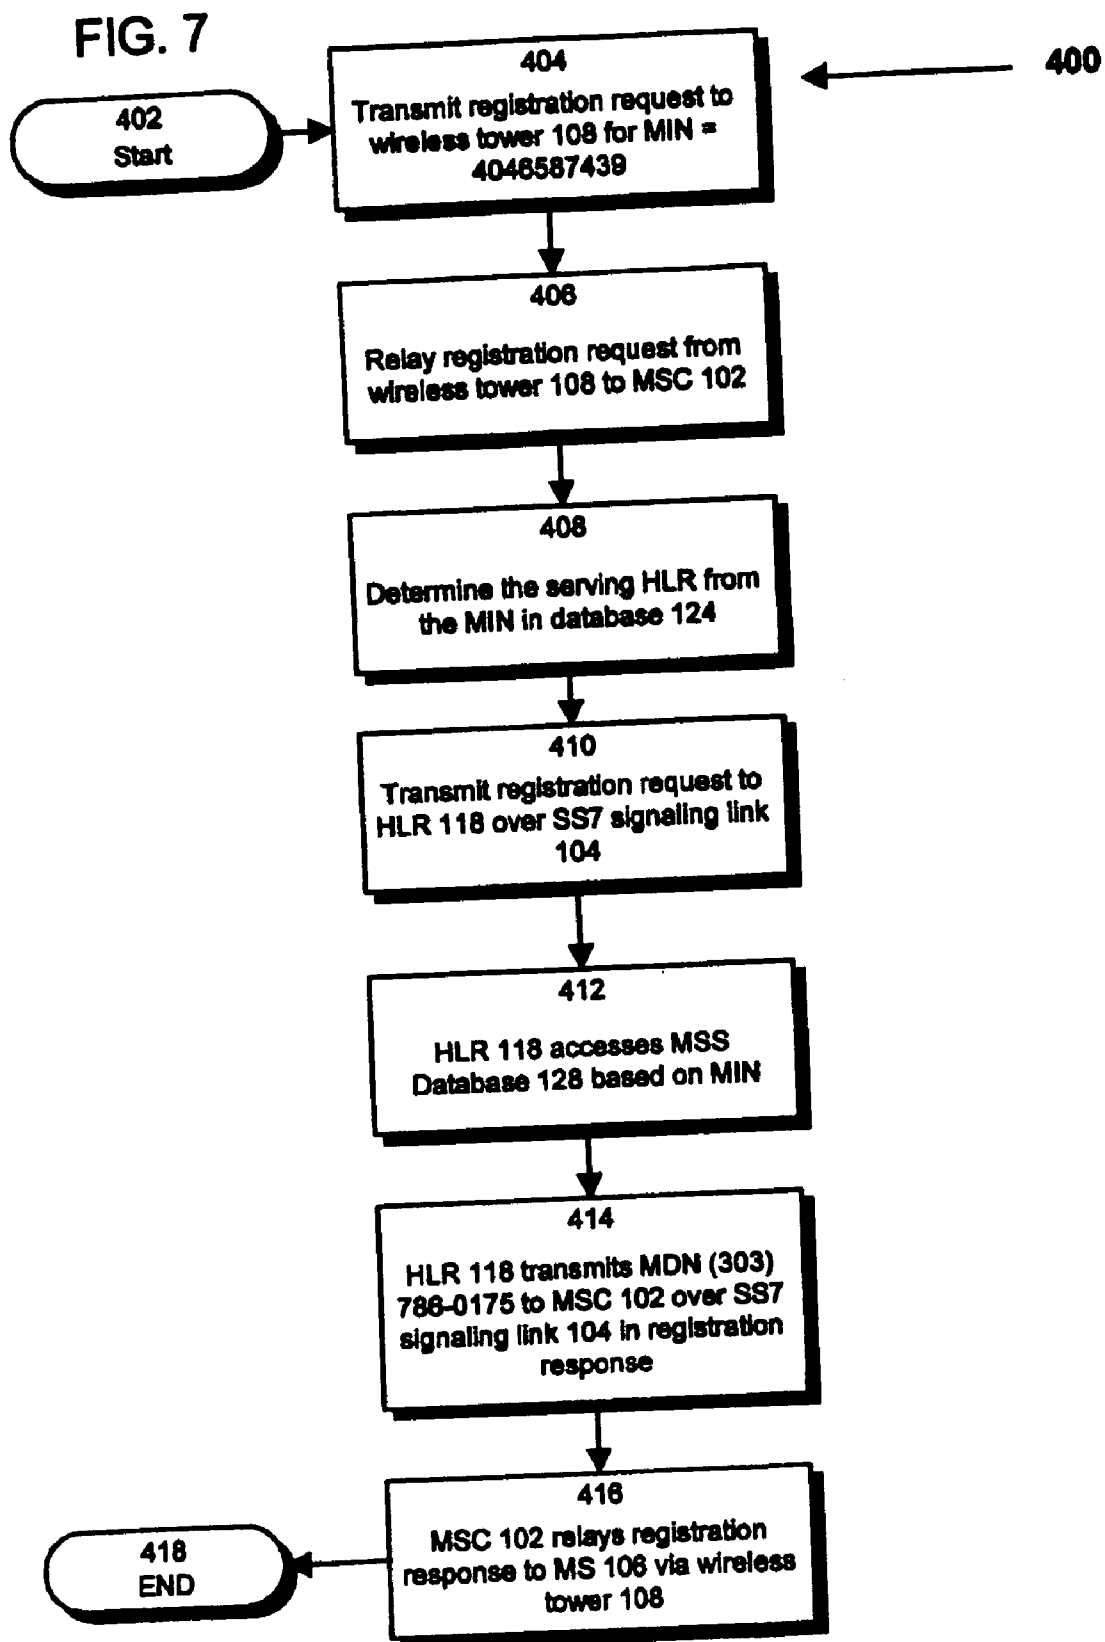 FIG. 7
400
402
Start
404
Transmit registration request to
wireless tower 108 for MIN =
4046587439
406
Relay registration request from
wireless tower 108 to MSC 102
408
Determine the serving HLR from
the MIN in database 124
410
Transmit registration request to
HLR 118 over SS7 signaling link
104
412
HLR 118 accesses MSS
Database 128 based on MIN
414
HLR 118 transmits MDN (303)
786-0175 to MSC 102 over SS7
signaling link 104 in registration
response
416
MSC 102 relays registration
response to MS 106 via wireless
tower 108
418
END